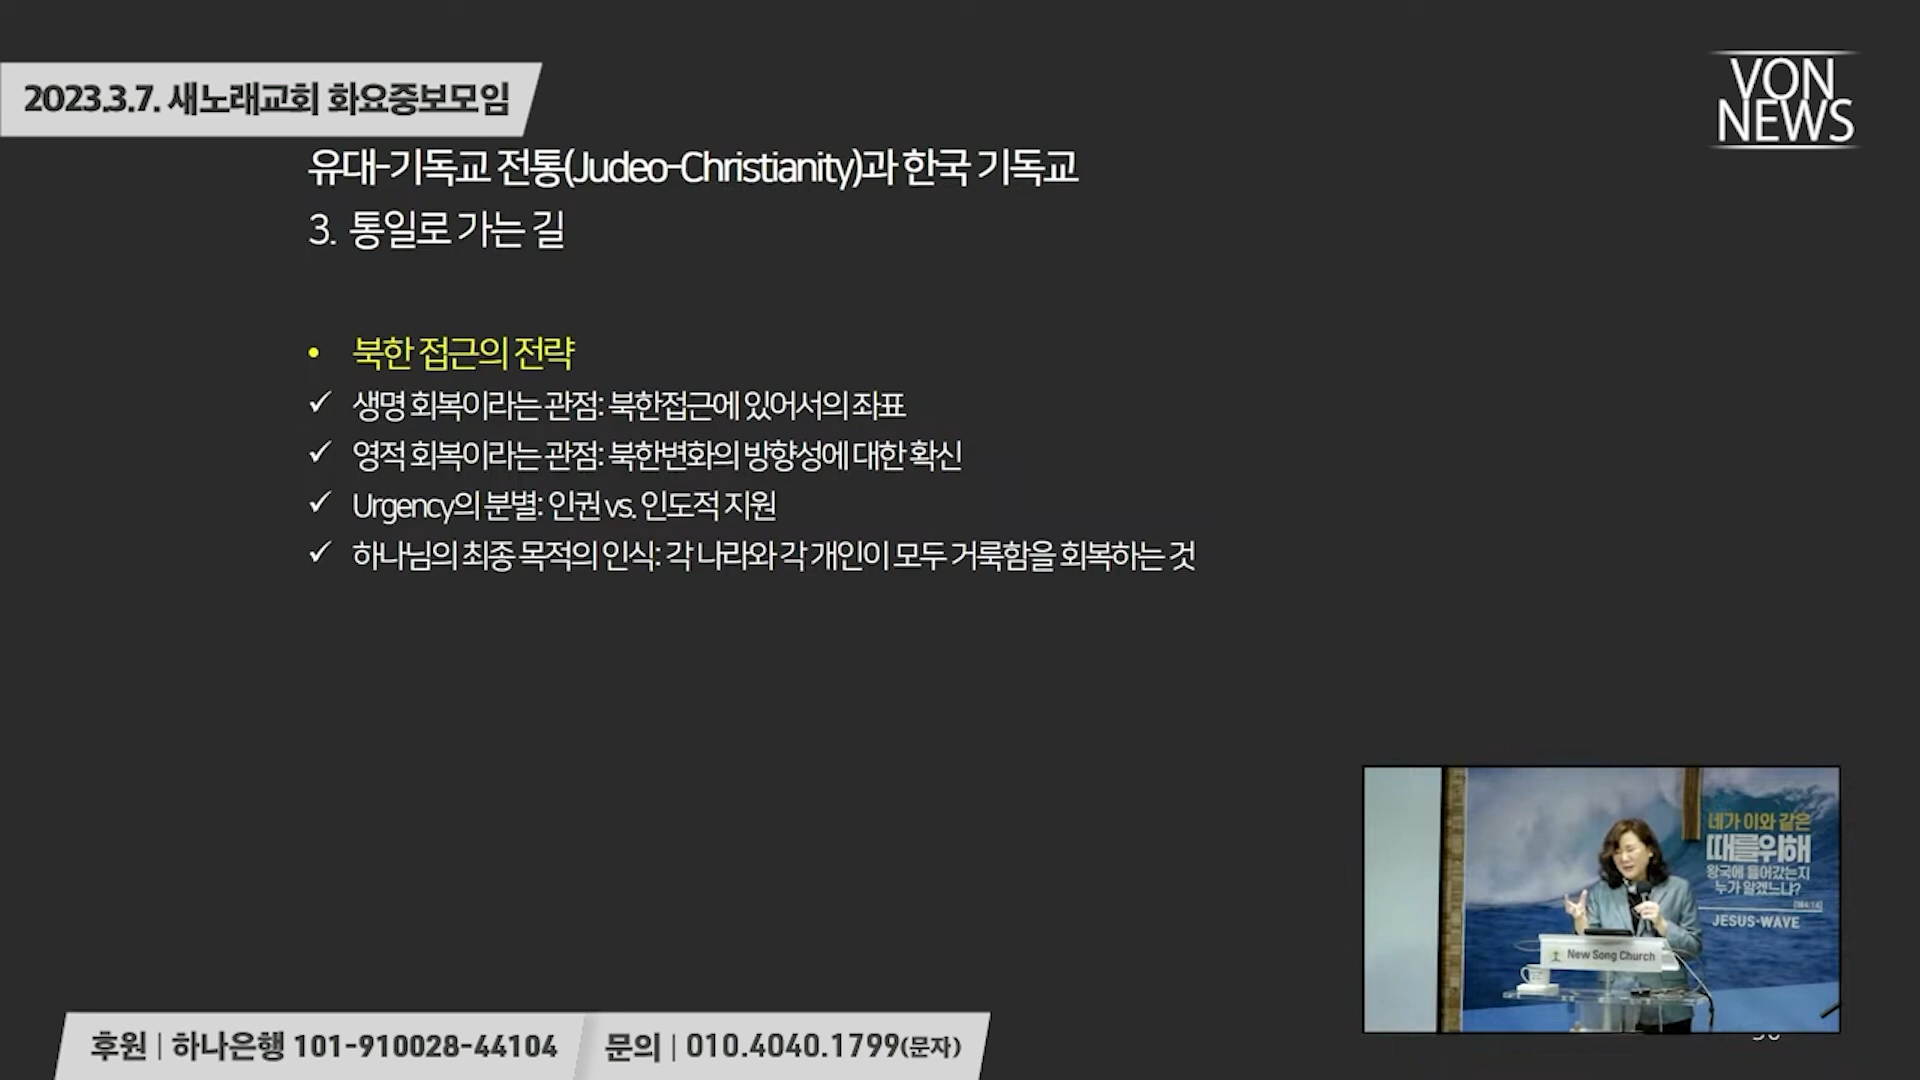 2023.3.7. 새노래교회 화요중보모임
VON
NEWS
유대-기독교 전통(Judeo-Christianity)과 한국 기독교
3. 통일로 가는 길
• 북한 접근의 전략
✓ 생명 회복이라는 관점: 북한접근에 있어서의 좌표
✓ 영적 회복이라는 관점: 북한변화의 방향성에 대한 확신
✓ Urgency의 분별: 인권 vs. 인도적 지원
✓ 하나님의 최종 목적의 인식: 각 나라와 각 개인이 모두 거룩함을 회복하는 것
네가 이와 같은
때를위해
왕국에 들어갔는지
누가 알겠느냐?
JESUS·WAVE
New Song Church
후원 | 하나은행 101-910028-44104
문의 | 010.4040.1799(문자)